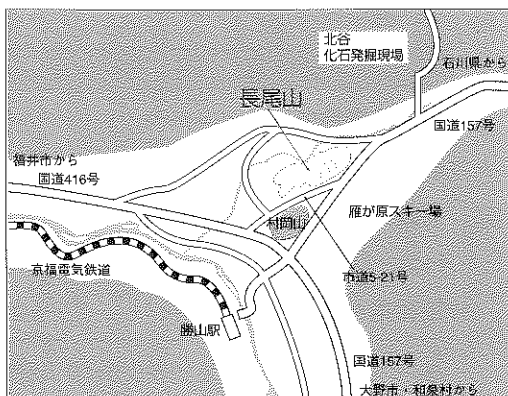 北谷
化石発掘現場
石川県から
長尾山
国道157号
福井市から
国道416号
村岡山
雁が原スキー場
市道5-21号
京福電気鉄道
勝山駅
国道157号
大野市・和泉村から